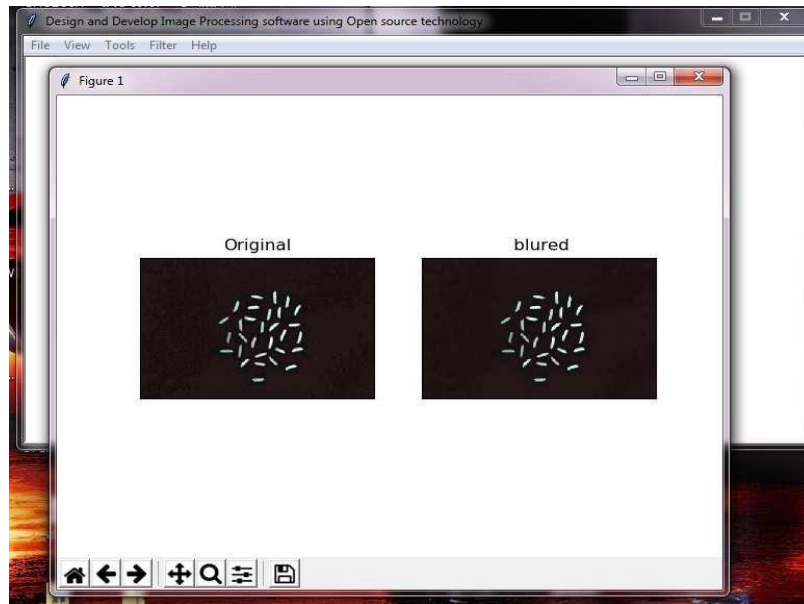 Design and Develop Image Processing software using Open source technology
File View Tools Filter Help
Figure 1
Original
blured